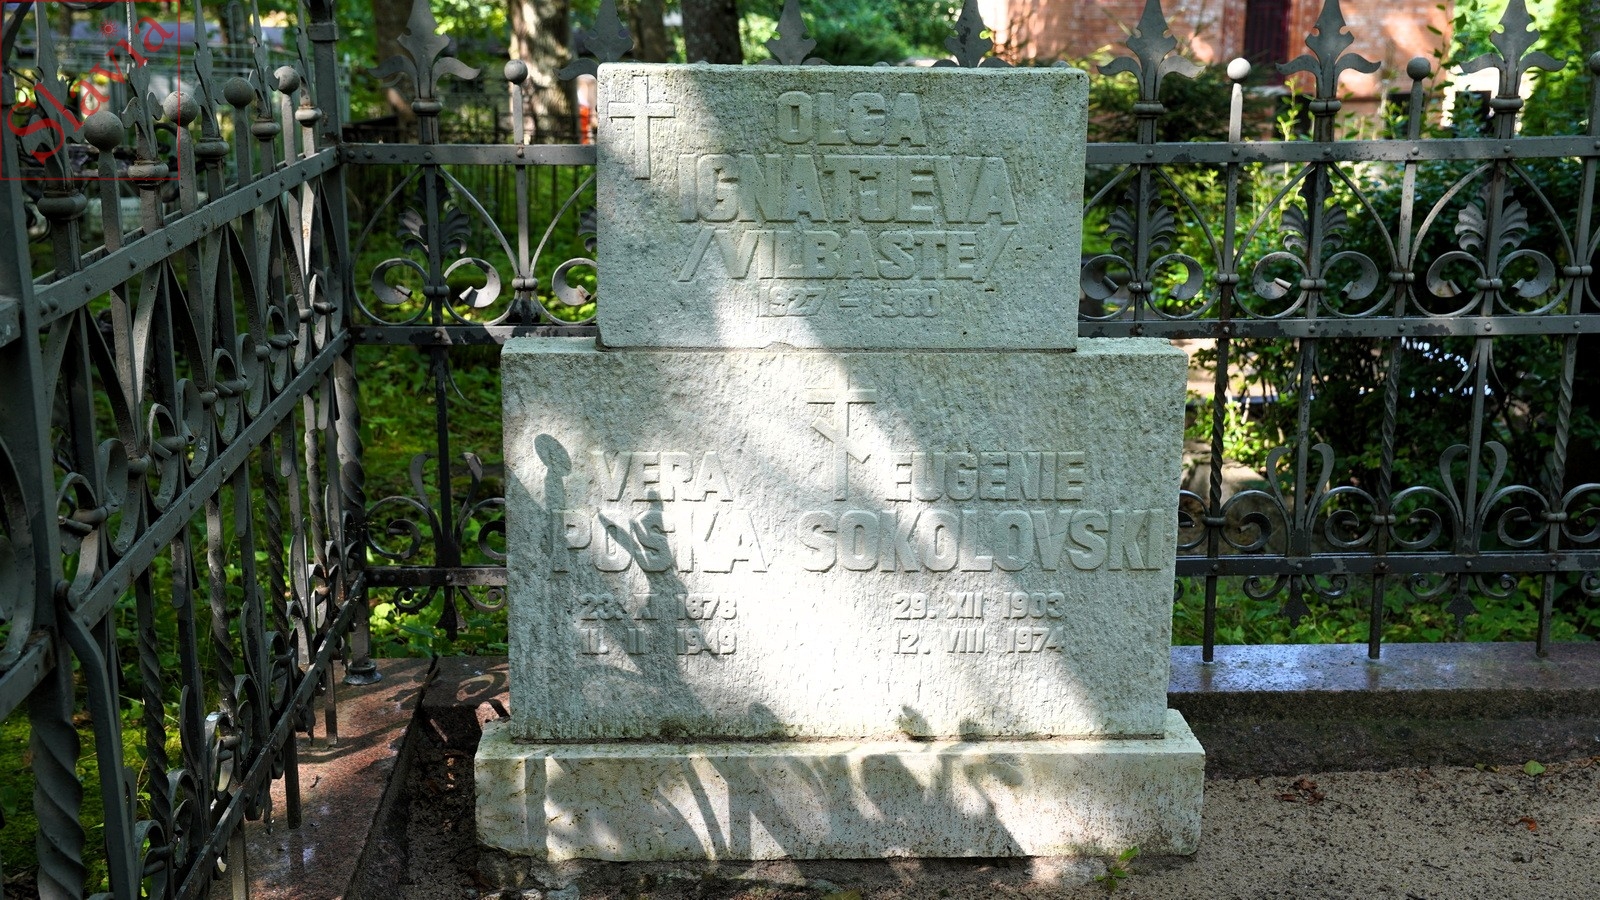 Slavia
OLGA
IGNATJEVA
/VILBASTE/
1927 - 1980
VERA
POSKA
23. X 1878
11. II 1949
EUGENIE
SOKOLOVSKI
29. XII 1903
12. VIII 1974